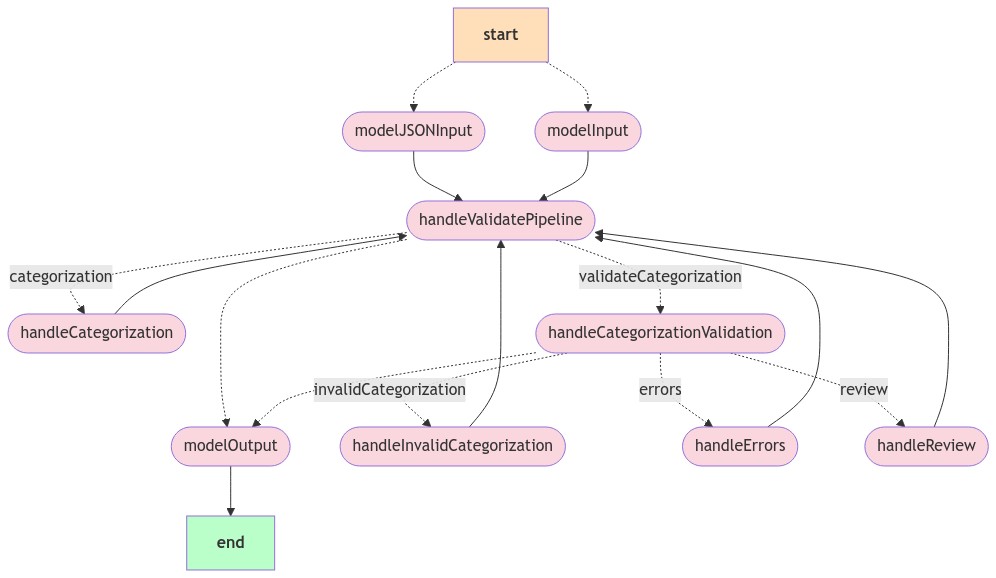 start
modelJSONInput
modelInput
handleValidatePipeline
categorization
validateCategorization
handleCategorization
handleCategorizationValidation
invalidCategorization
errors
review
modelOutput
handleInvalidCategorization
handleErrors
handleReview
end